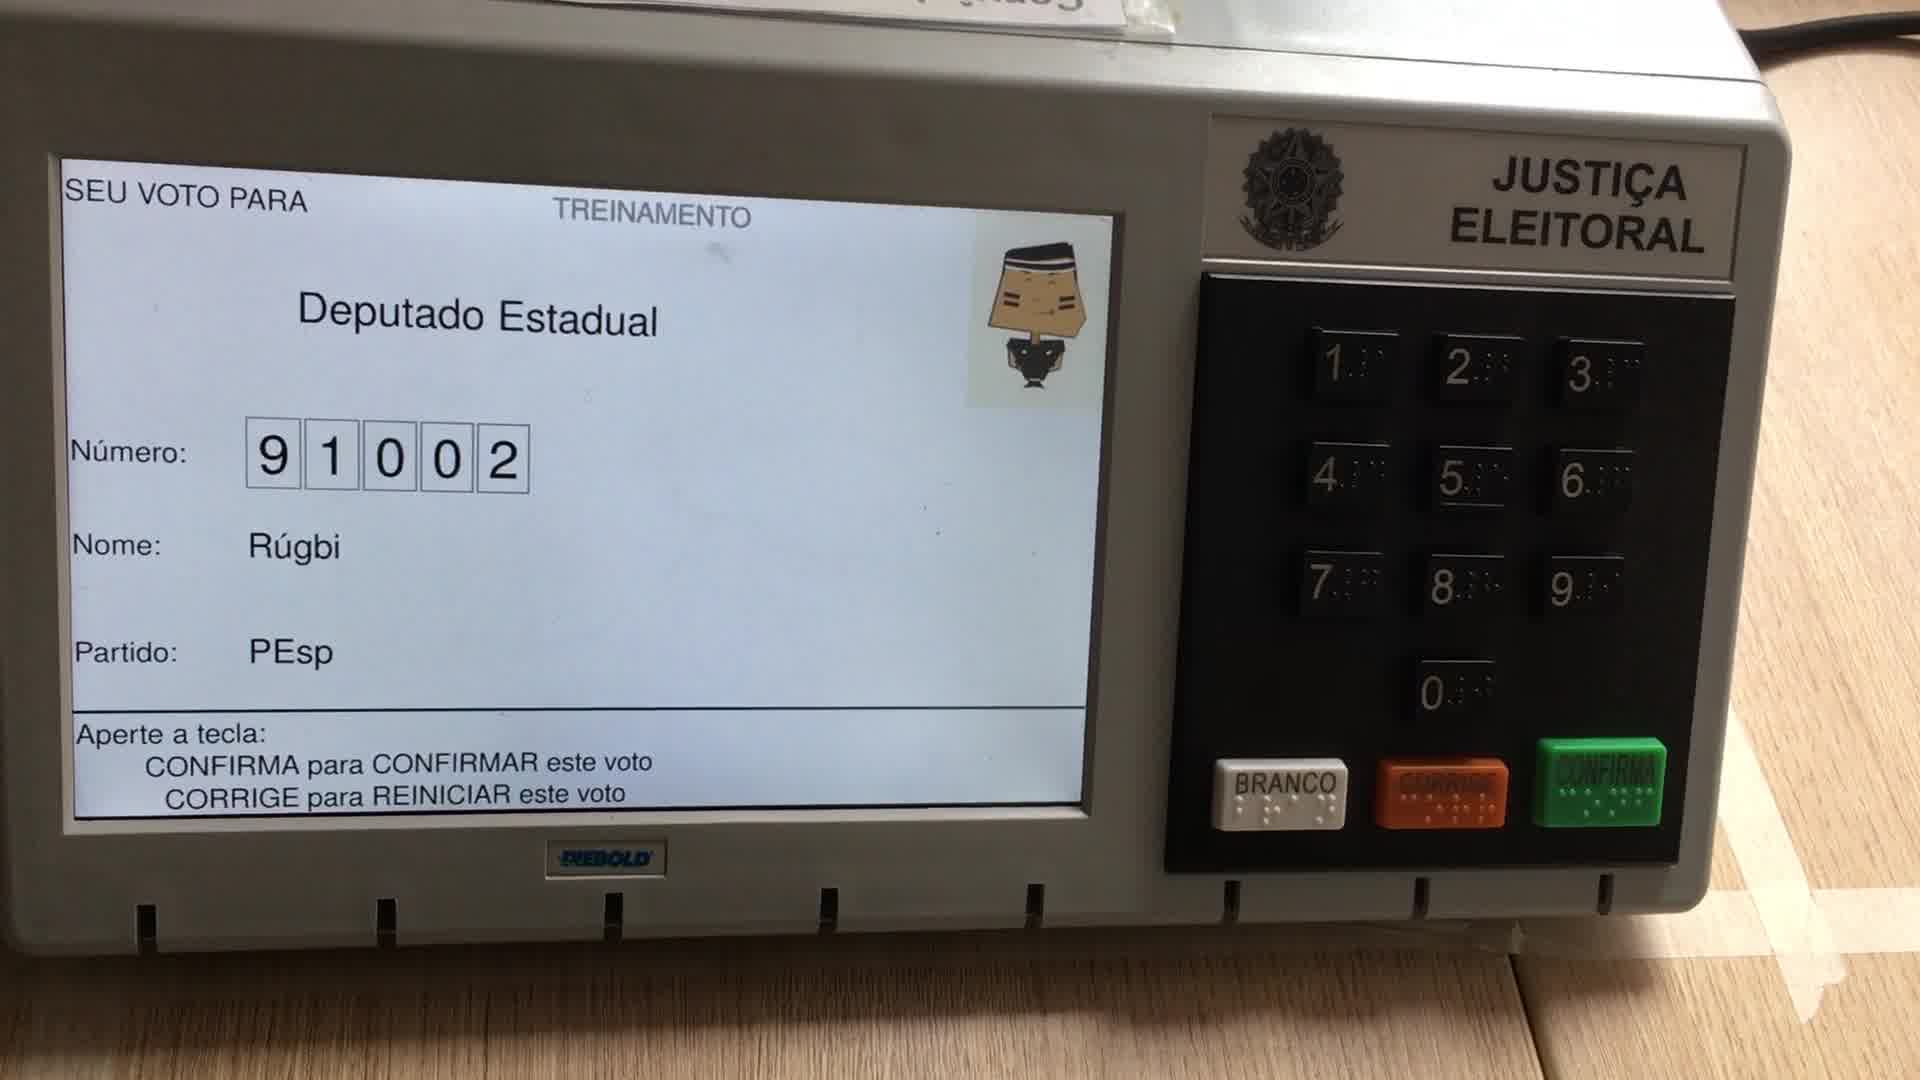 SEU VOTO PARA
TREINAMENTO
Deputado Estadual
Número: 9 1 0 0 2
Nome: Rúgbi
Partido: PEsp
Aperte a tecla:
CONFIRMA para CONFIRMAR este voto
CORRIGE para REINICIAR este voto
DIEBOLD
JUSTIÇA
ELEITORAL
1 2 3
4 5 6
7 8 9
0
BRANCO CORRIGE CONFIRMA